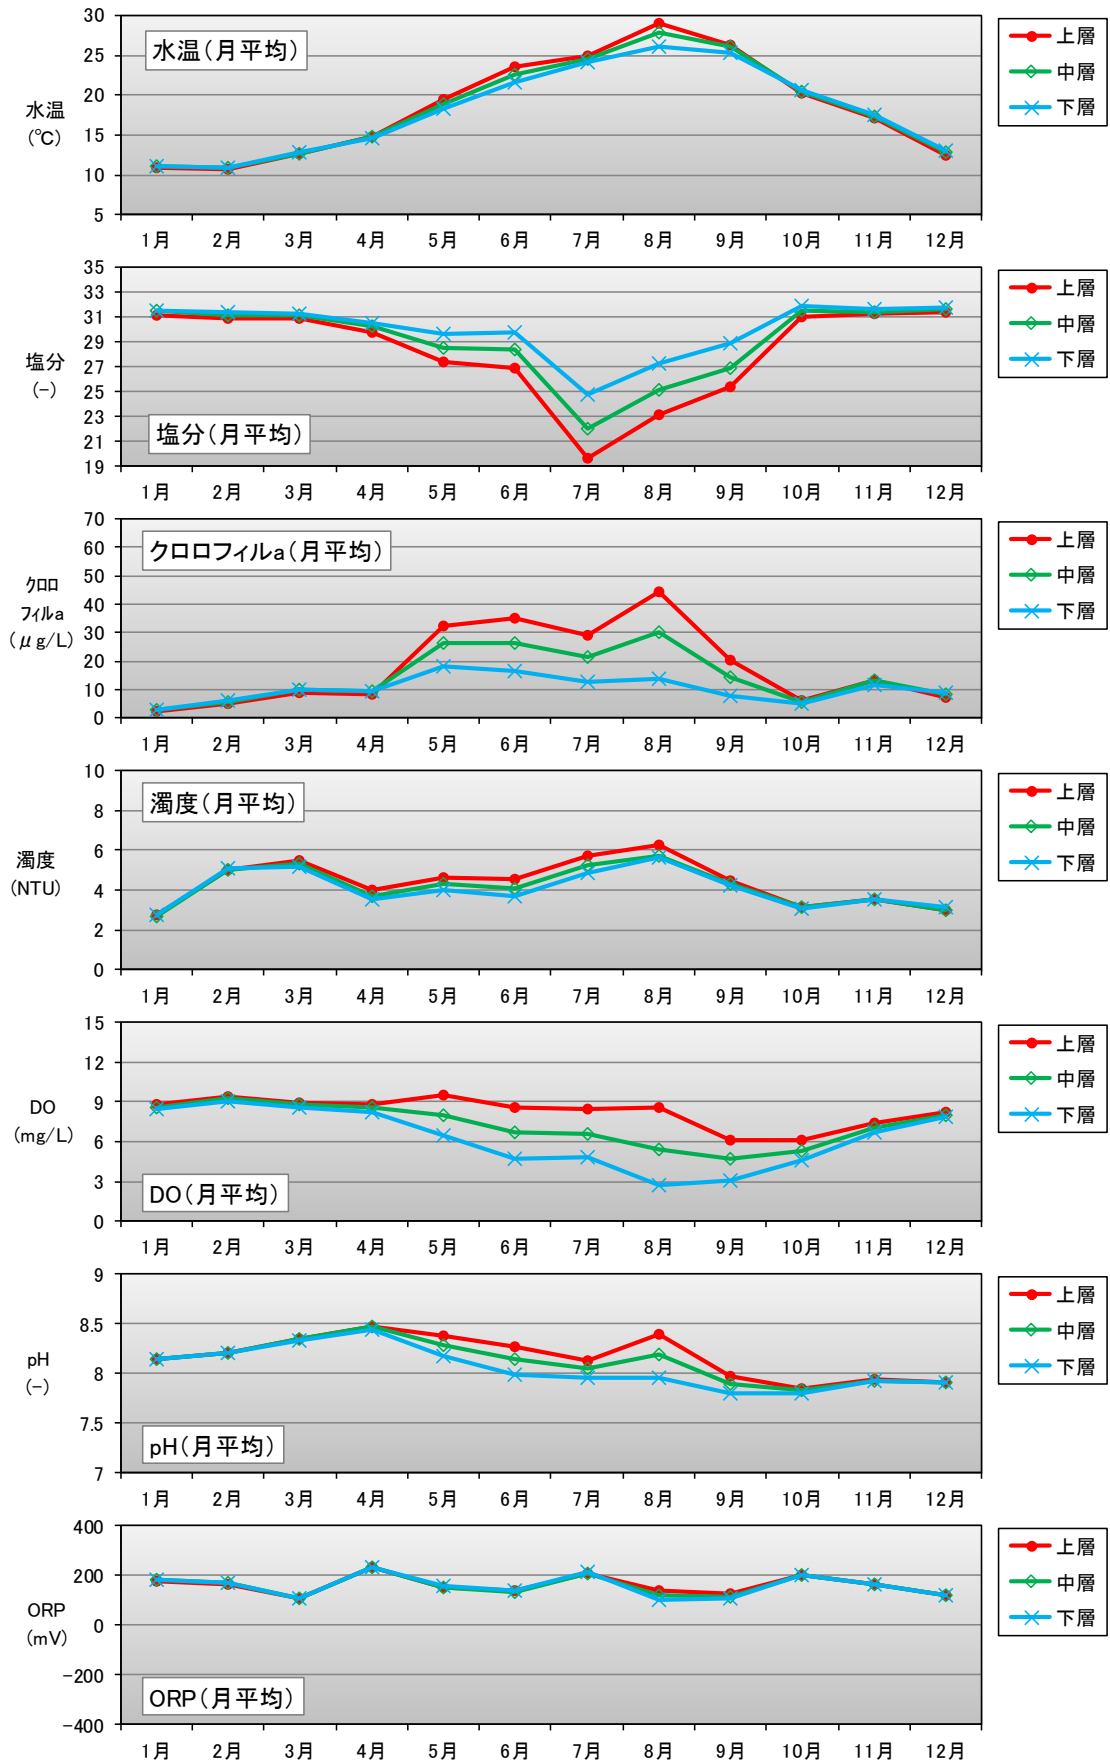 30
25
20
15
10
5
水温(月平均)
水温
(℃)
1月 2月 3月 4月 5月 6月 7月 8月 9月 10月 11月 12月
上層
中層
下層
35
33
31
29
27
25
23
21
19
塩分
(-)
塩分(月平均)
1月 2月 3月 4月 5月 6月 7月 8月 9月 10月 11月 12月
上層
中層
下層
70
60
50
40
30
20
10
0
クロロフィルa(月平均)
クロロ
フィルa
(μg/L)
1月 2月 3月 4月 5月 6月 7月 8月 9月 10月 11月 12月
上層
中層
下層
10
8
6
4
2
0
濁度(月平均)
濁度
(NTU)
1月 2月 3月 4月 5月 6月 7月 8月 9月 10月 11月 12月
上層
中層
下層
15
12
9
6
3
0
DO
(mg/L)
DO(月平均)
1月 2月 3月 4月 5月 6月 7月 8月 9月 10月 11月 12月
上層
中層
下層
9
8.5
8
7.5
7
pH
(-)
pH(月平均)
1月 2月 3月 4月 5月 6月 7月 8月 9月 10月 11月 12月
上層
中層
下層
400
200
0
-200
-400
ORP
(mV)
ORP(月平均)
1月 2月 3月 4月 5月 6月 7月 8月 9月 10月 11月 12月
上層
中層
下層